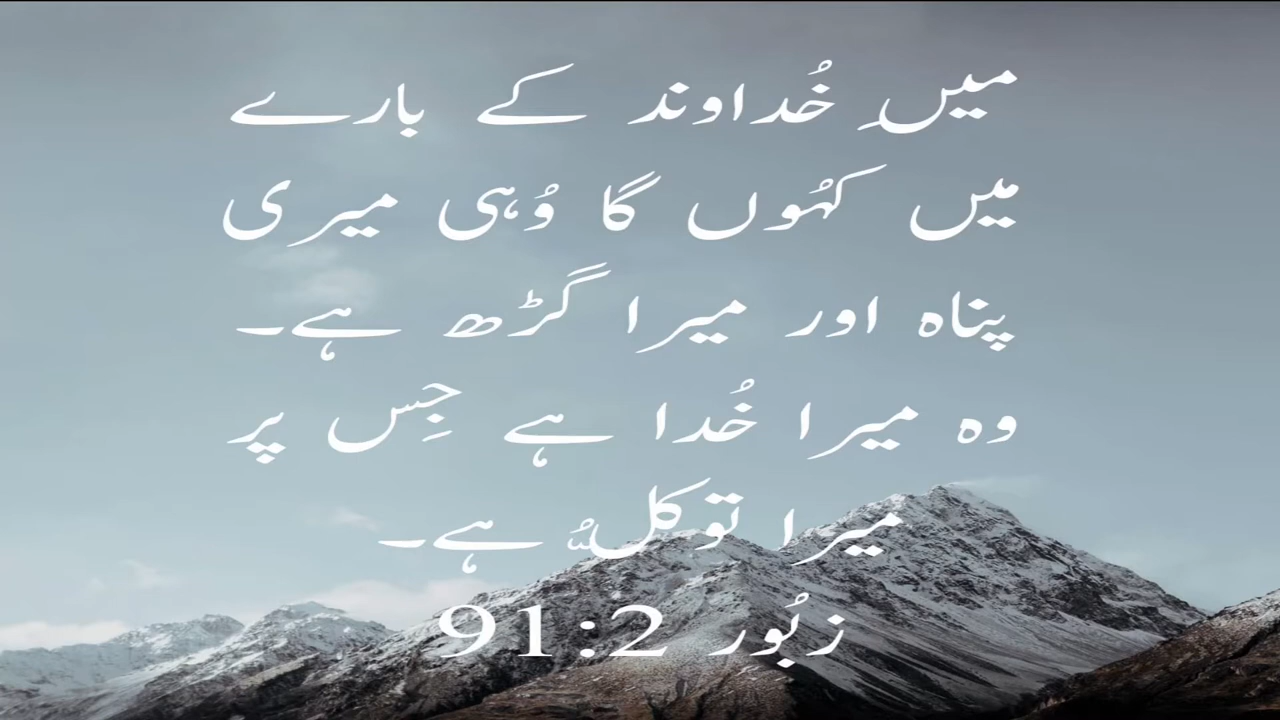 میںِ خُداوند کے بارے
میں کہُوں گا وُہی میری
پناہ اور میرا گڑھ ہے۔
وہ میرا خُدا ہے جِس پر
میرا توکلُّ ہے۔
زبُور 91:2